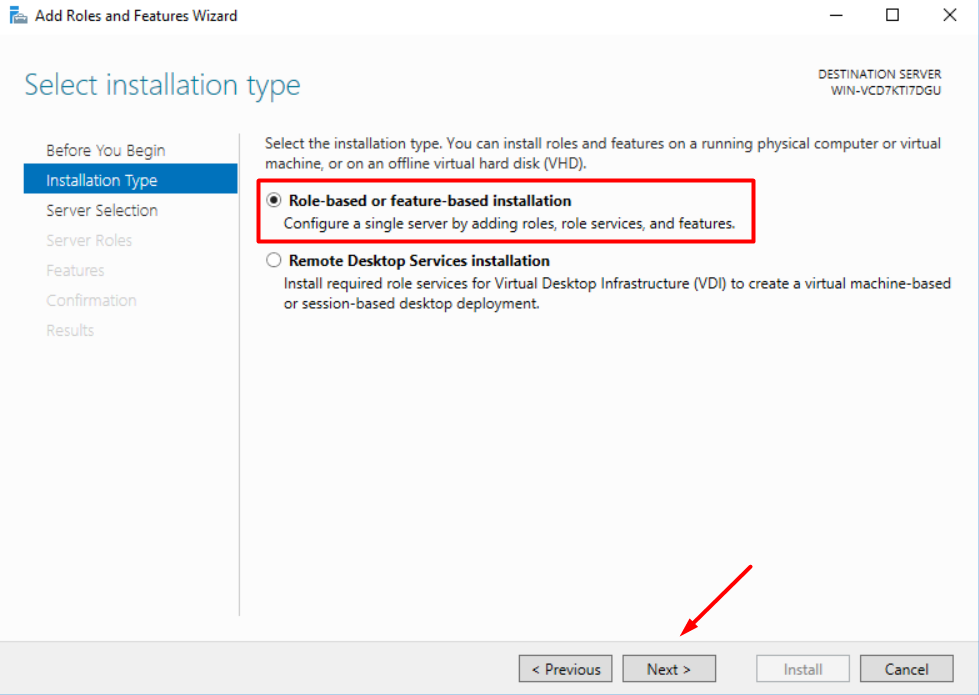 Add Roles and Features Wizard
Select installation type
DESTINATION SERVER
WIN-VCD7KTI7DGU
Before You Begin
Installation Type
Server Selection
Server Roles
Features
Confirmation
Results
Select the installation type. You can install roles and features on a running physical computer or virtual
machine, or on an offline virtual hard disk (VHD).
Role-based or feature-based installation
Configure a single server by adding roles, role services, and features.
Remote Desktop Services installation
Install required role services for Virtual Desktop Infrastructure (VDI) to create a virtual machine-based
or session-based desktop deployment.
< Previous
Next >
Install
Cancel